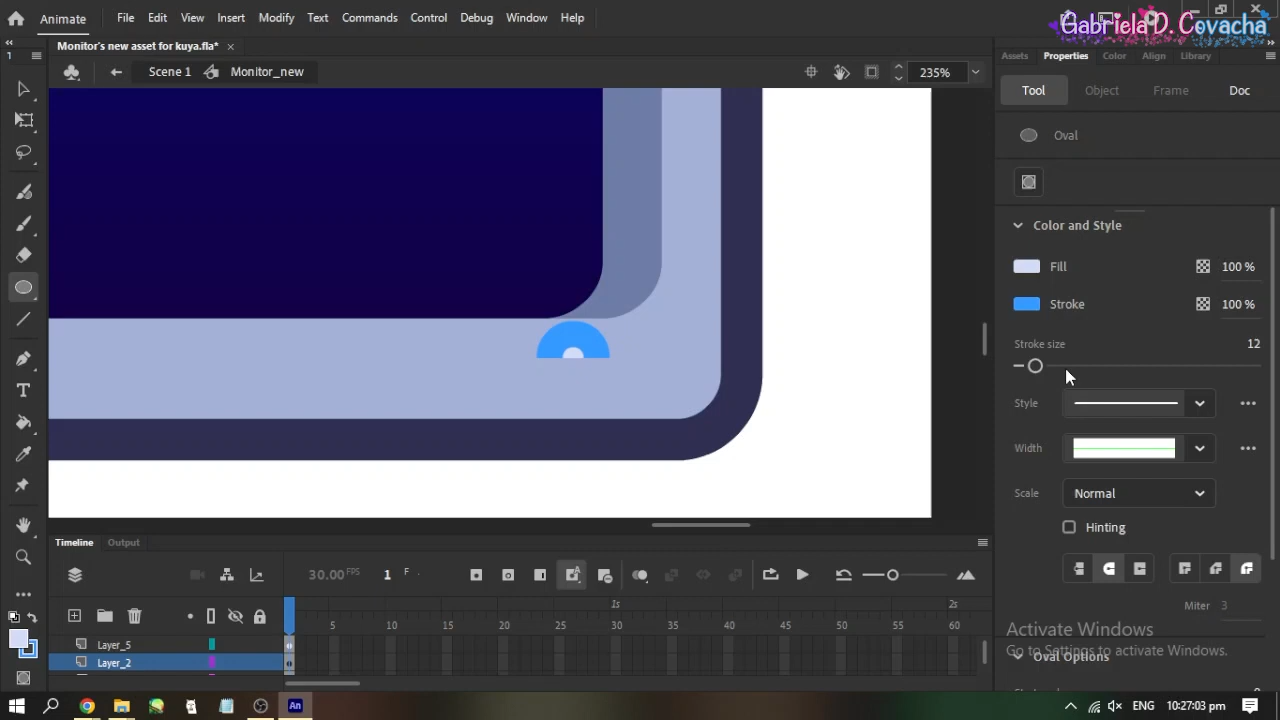 Animate
File Edit View Insert Modify Text Commands Control Debug Window Help
Gabriela D. Covacha
1
Monitor's new asset for kuya.fla*
Assets Properties Color Align Library
Scene 1 Monitor_new
235%
Tool Object Frame Doc
Oval
Color and Style
Fill 100 %
Stroke 100 %
Stroke size 12
Style
Width
Scale Normal
Hinting
Miter 3
Activate Windows
Go to Settings to activate Windows.
Oval Options
Timeline Output
30.00 FPS 1 F
1s 2s
5 10 15 20 25 30 35 40 45 50 55 60
Layer_5
Layer_2
An
ENG 10:27:03 pm